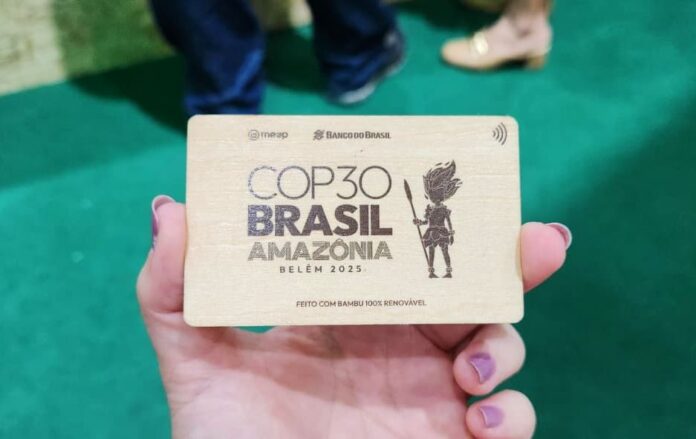 meep BANCO DO BRASIL
COP30
BRASIL
AMAZÔNIA
BELÉM 2025
FEITO COM BAMBU 100% RENOVÁVEL